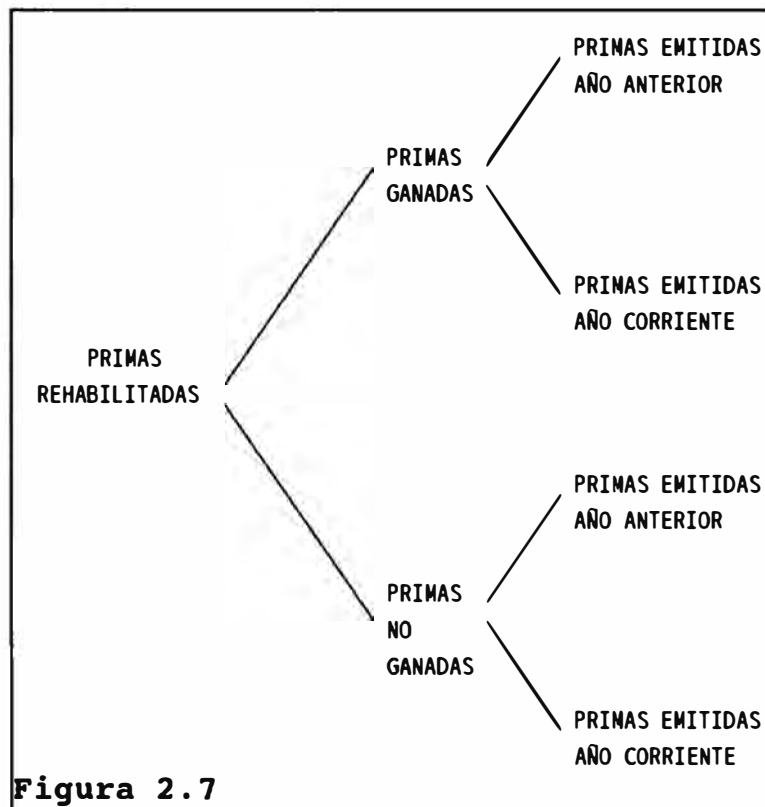 PRIMAS EMITIDAS
AÑO ANTERIOR
PRIMAS
GANADAS
PRIMAS EMITIDAS
AÑO CORRIENTE
PRIMAS
REHABILITADAS
PRIMAS EMITIDAS
AÑO ANTERIOR
PRIMAS
NO
GANADAS
PRIMAS EMITIDAS
AÑO CORRIENTE
Figura 2.7